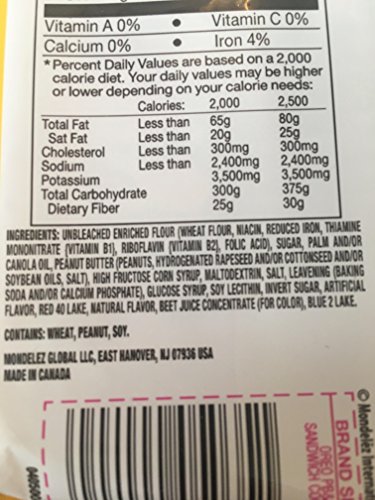 Vitamin A 0% • Vitamin C 0%
Calcium 0% • Iron 4%
*Percent Daily Values are based on a 2,000
calorie diet. Your daily values may be higher
or lower depending on your calorie needs:
Calories: 2,000 2,500
Total Fat Less than 65g 80g
Sat Fat Less than 20g 25g
Cholesterol Less than 300mg 300mg
Sodium Less than 2,400mg 2,400mg
Potassium 3,500mg 3,500mg
Total Carbohydrate 300g 375g
Dietary Fiber 25g 30g
INGREDIENTS: UNBLEACHED ENRICHED FLOUR (WHEAT FLOUR, NIACIN, REDUCED IRON, THIAMINE
MONONITRATE {VITAMIN B1}, RIBOFLAVIN {VITAMIN B2}, FOLIC ACID), SUGAR, PALM AND/OR
CANOLA OIL, PEANUT BUTTER (PEANUTS, HYDROGENATED RAPESEED AND/OR COTTONSEED AND/OR
SOYBEAN OILS, SALT), HIGH FRUCTOSE CORN SYRUP, MALTODEXTRIN, SALT, LEAVENING (BAKING
SODA AND/OR CALCIUM PHOSPHATE), GLUCOSE SYRUP, SOY LECITHIN, INVERT SUGAR, ARTIFICIAL
FLAVOR, RED 40 LAKE, NATURAL FLAVOR, BEET JUICE CONCENTRATE (FOR COLOR), BLUE 2 LAKE.
CONTAINS: WHEAT, PEANUT, SOY.
MONDELEZ GLOBAL LLC, EAST HANOVER, NJ 07936 USA
MADE IN CANADA
© Mondelez Interna
BRAND S
OREO PEA
SANDWICH